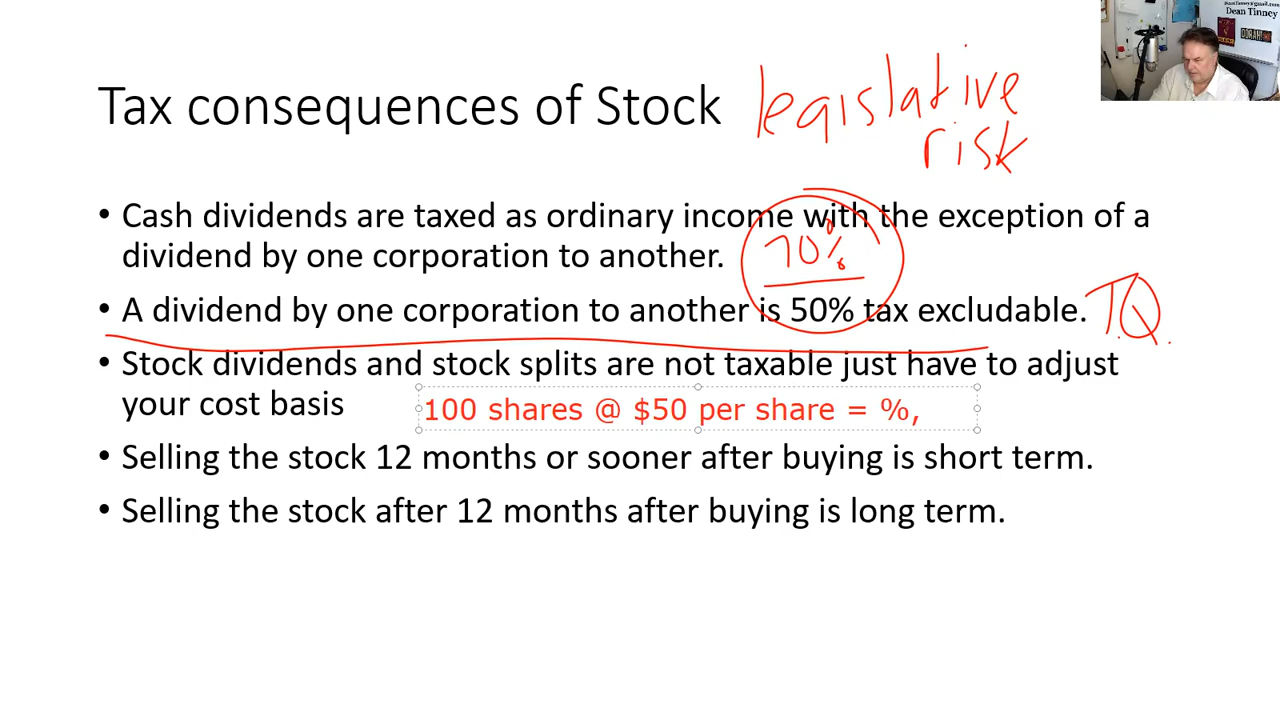 Dean Tinney
OORAH!
Tax consequences of Stock
legislative
risk
• Cash dividends are taxed as ordinary income with the exception of a
dividend by one corporation to another.
70%
• A dividend by one corporation to another is 50% tax excludable.
TQ
• Stock dividends and stock splits are not taxable just have to adjust
your cost basis
100 shares @ $50 per share = %,
• Selling the stock 12 months or sooner after buying is short term.
• Selling the stock after 12 months after buying is long term.